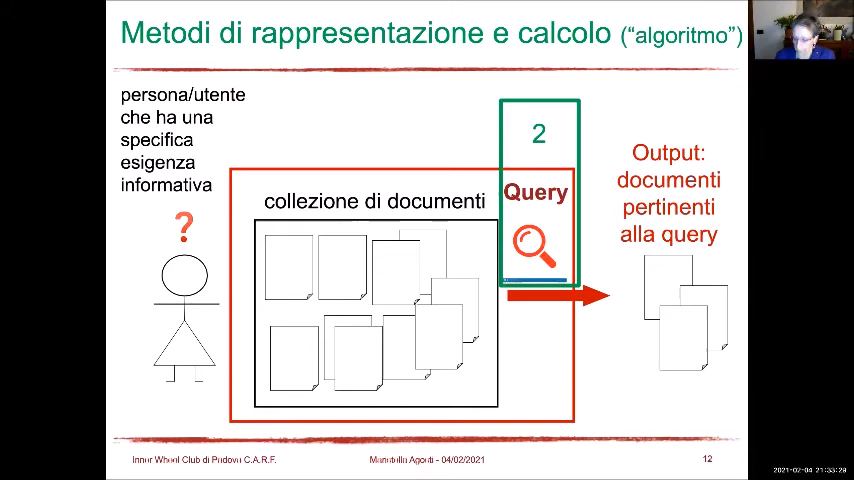 Metodi di rappresentazione e calcolo ("algoritmo")
persona/utente
che ha una
specifica
esigenza
informativa
?
collezione di documenti
2
Query
Output:
documenti
pertinenti
alla query
Inner Wheel Club di Padova C.A.R.F.
Maristella Agosti - 04/02/2021
12
2021-02-04 21:33:29